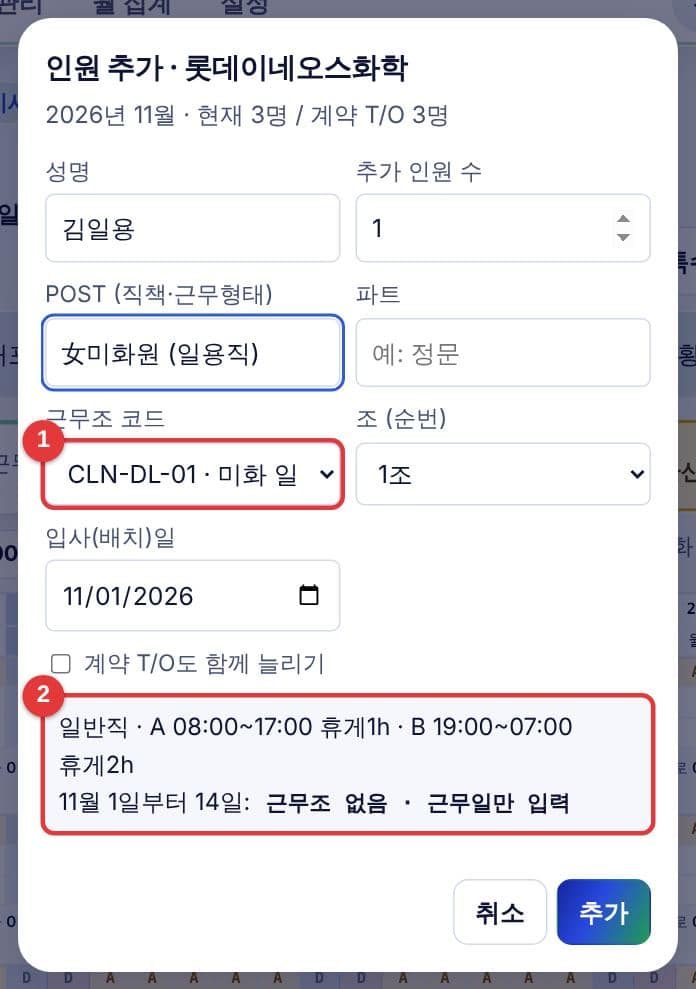 관리 월 집계 설정
인원 추가 · 롯데이네오스화학
2026년 11월 · 현재 3명 / 계약 T/O 3명
성명 추가 인원 수
김일용 1
POST (직책·근무형태) 파트
女미화원 (일용직) 예: 정문
근무조 코드 조 (순번)
1
CLN-DL-01 · 미화 일 1조
입사(배치)일
11/01/2026
계약 T/O도 함께 늘리기
2
일반직 · A 08:00~17:00 휴게1h · B 19:00~07:00
휴게2h
11월 1일부터 14일: 근무조 없음 · 근무일만 입력
취소 추가
D D A A A A A D D A A A A A D D